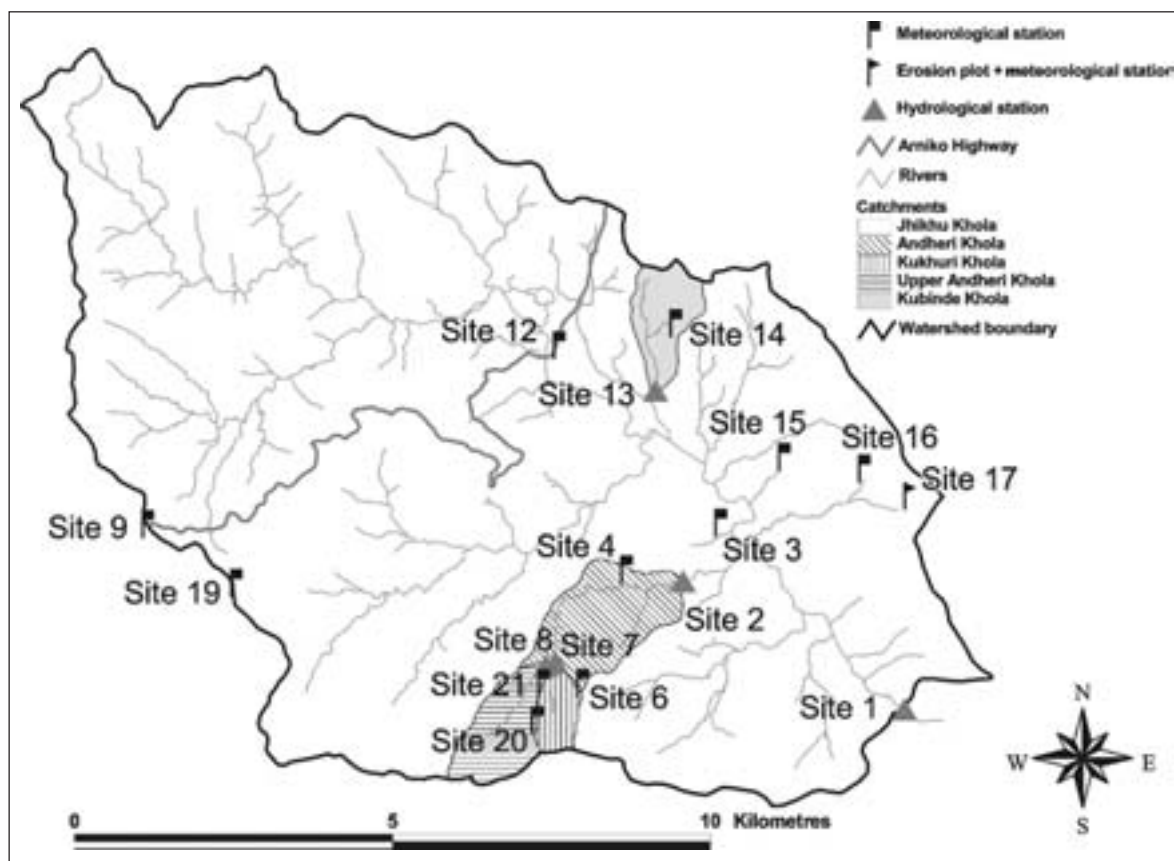 Meteorological station
Erosion plot + meteorological station
Hydrological station
Arniko Highway
Rivers
Catchments
Jhikhu Khola
Andheri Khola
Kukhuri Khola
Upper Andheri Khola
Kubinde Khola
Watershed boundary
Site 12
Site 14
Site 13
Site 15
Site 16
Site 17
Site 9
Site 4
Site 3
Site 19
Site 2
Site 8
Site 7
Site 21
Site 6
Site 1
Site 20
N
W E
S
0 5 10 Kilometres